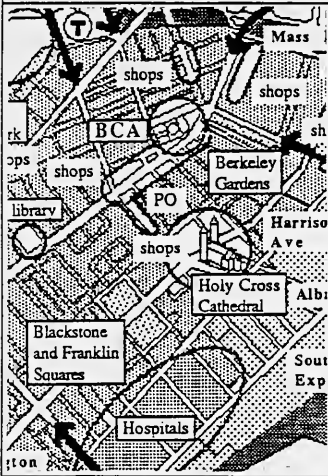 T
Mass
shops
shops
BCA
sh
shops
Berkeley
Gardens
library
PO
shops
Harriso
Ave
Holy Cross
Cathedral
Blackstone
and Franklin
Squares
Sout
Exp
Hospitals
ton